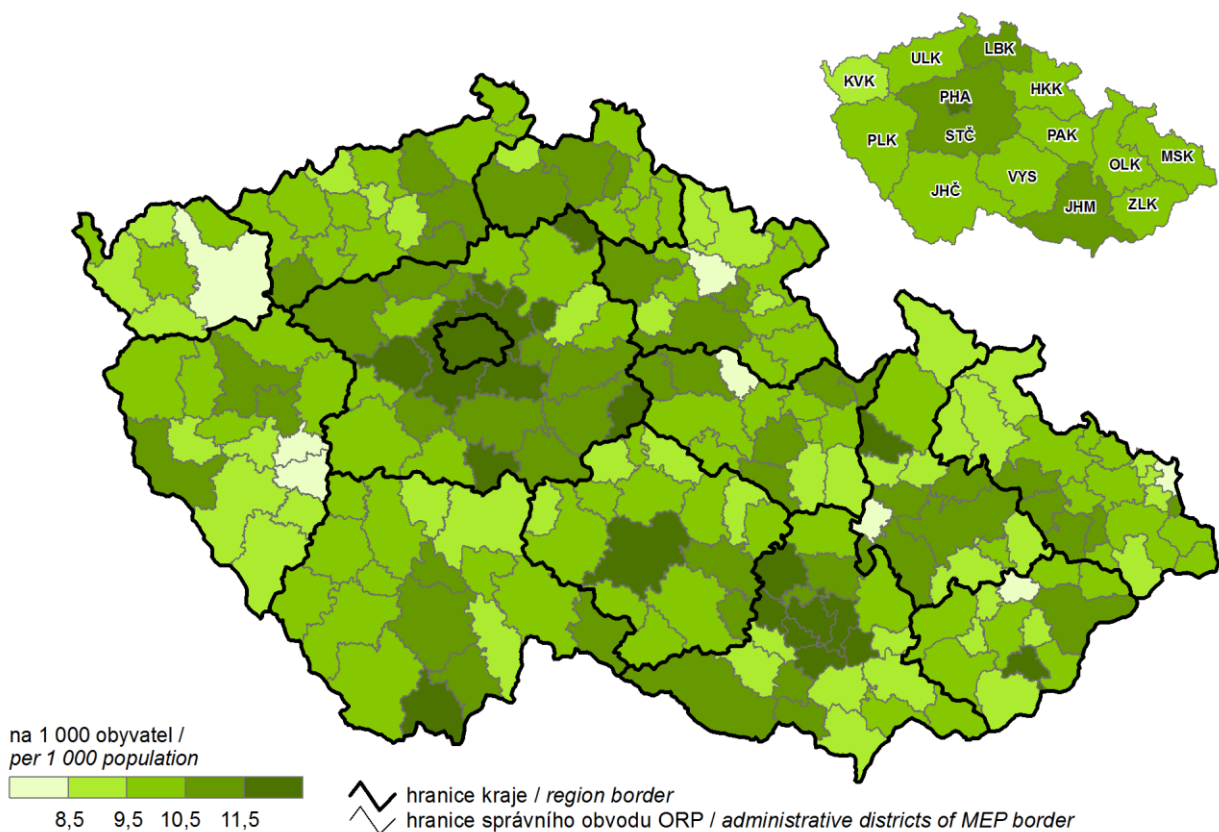 LBK
ULK
KVK
HKK
PHA
STČ
PAK
PLK
OLK
MSK
VYS
JHČ
JHM
ZLK
na 1 000 obyvatel /
per 1 000 population
8,5 9,5 10,5 11,5
hranice kraje / region border
hranice správního obvodu ORP / administrative districts of MEP border